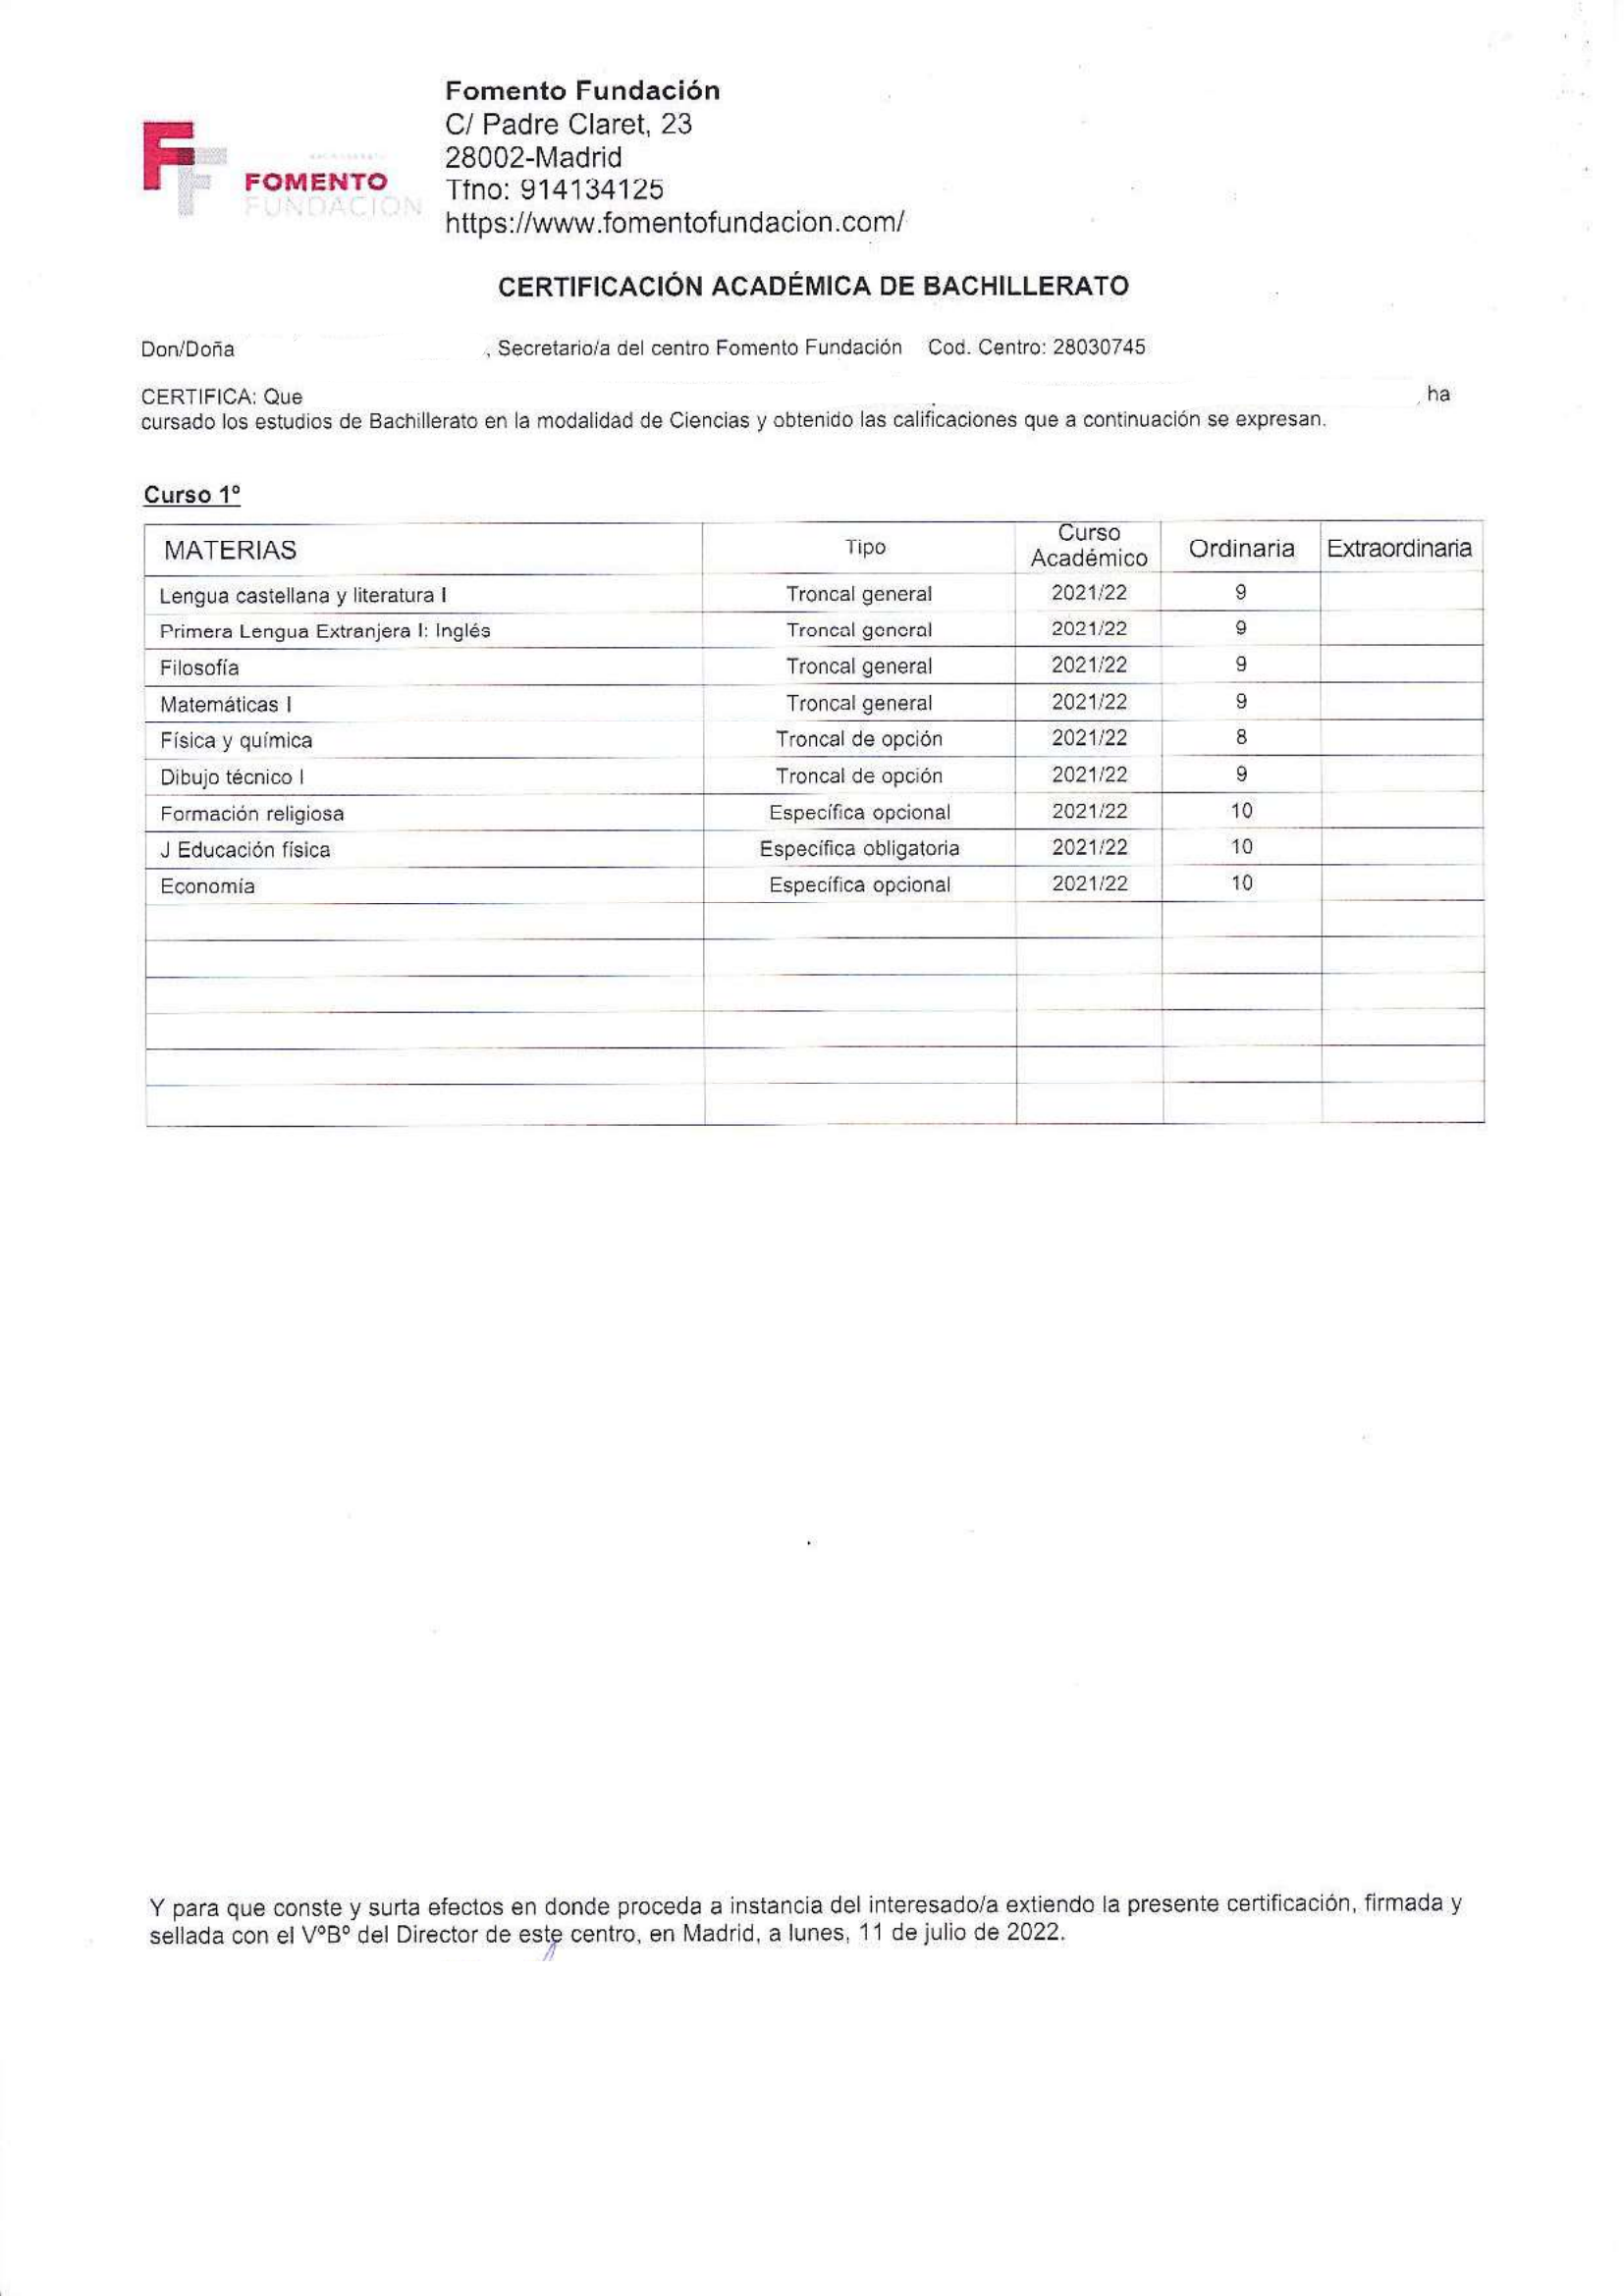 Fomento Fundación
C/ Padre Claret, 23
28002-Madrid
Tfno: 914134125
https://www.fomentofundacion.com/
FOMENTO
FUNDACIÓN
CERTIFICACIÓN ACADÉMICA DE BACHILLERATO
Don/Doña , Secretario/a del centro Fomento Fundación Cod. Centro: 28030745
CERTIFICA: Que , ha
cursado los estudios de Bachillerato en la modalidad de Ciencias y obtenido las calificaciones que a continuación se expresan.
Curso 1º
MATERIAS Tipo Curso Académico Ordinaria Extraordinaria
Lengua castellana y literatura I Troncal general 2021/22 9
Primera Lengua Extranjera I: Inglés Troncal general 2021/22 9
Filosofía Troncal general 2021/22 9
Matemáticas I Troncal general 2021/22 9
Física y química Troncal de opción 2021/22 8
Dibujo técnico I Troncal de opción 2021/22 9
Formación religiosa Específica opcional 2021/22 10
J Educación física Específica obligatoria 2021/22 10
Economía Específica opcional 2021/22 10
Y para que conste y surta efectos en donde proceda a instancia del interesado/a extiendo la presente certificación, firmada y
sellada con el VºBº del Director de este centro, en Madrid, a lunes, 11 de julio de 2022.